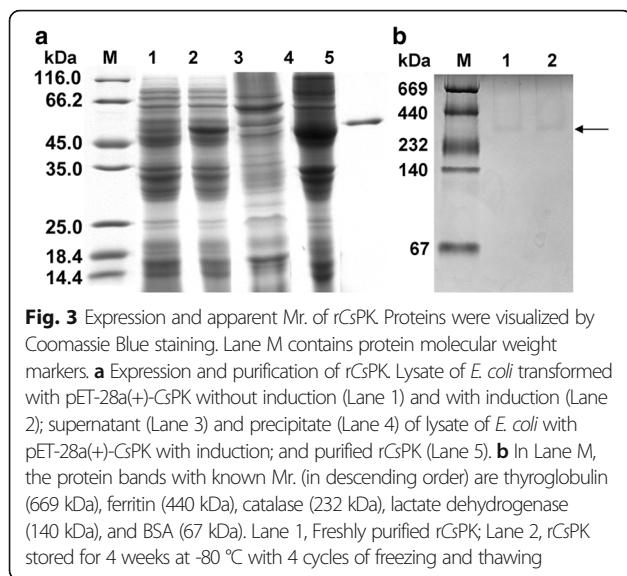 a
kDa M 1 2 3 4 5
116.0
66.2
45.0
35.0
25.0
18.4
14.4
b
kDa M 1 2
669
440
232
140
67
Fig. 3 Expression and apparent Mr. of rCsPK. Proteins were visualized by
Coomassie Blue staining. Lane M contains protein molecular weight
markers. a Expression and purification of rCsPK. Lysate of E. coli transformed
with pET-28a(+)-CsPK without induction (Lane 1) and with induction (Lane
2); supernatant (Lane 3) and precipitate (Lane 4) of lysate of E. coli with
pET-28a(+)-CsPK with induction; and purified rCsPK (Lane 5). b In Lane M,
the protein bands with known Mr. (in descending order) are thyroglobulin
(669 kDa), ferritin (440 kDa), catalase (232 kDa), lactate dehydrogenase
(140 kDa), and BSA (67 kDa). Lane 1, Freshly purified rCsPK; Lane 2, rCsPK
stored for 4 weeks at -80 °C with 4 cycles of freezing and thawing